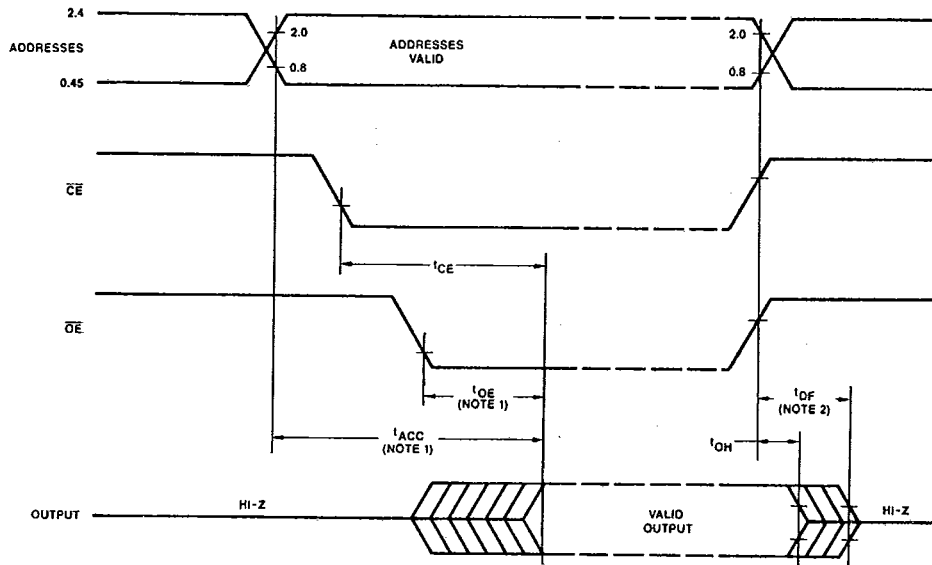 2.4
ADDRESSES
0.45
2.0
0.8
ADDRESSES
VALID
2.0
0.8
CE
tCE
OE
tOE
(NOTE 1)
tACC
(NOTE 1)
tDF
(NOTE 2)
tOH
OUTPUT
HI-Z
VALID
OUTPUT
HI-Z